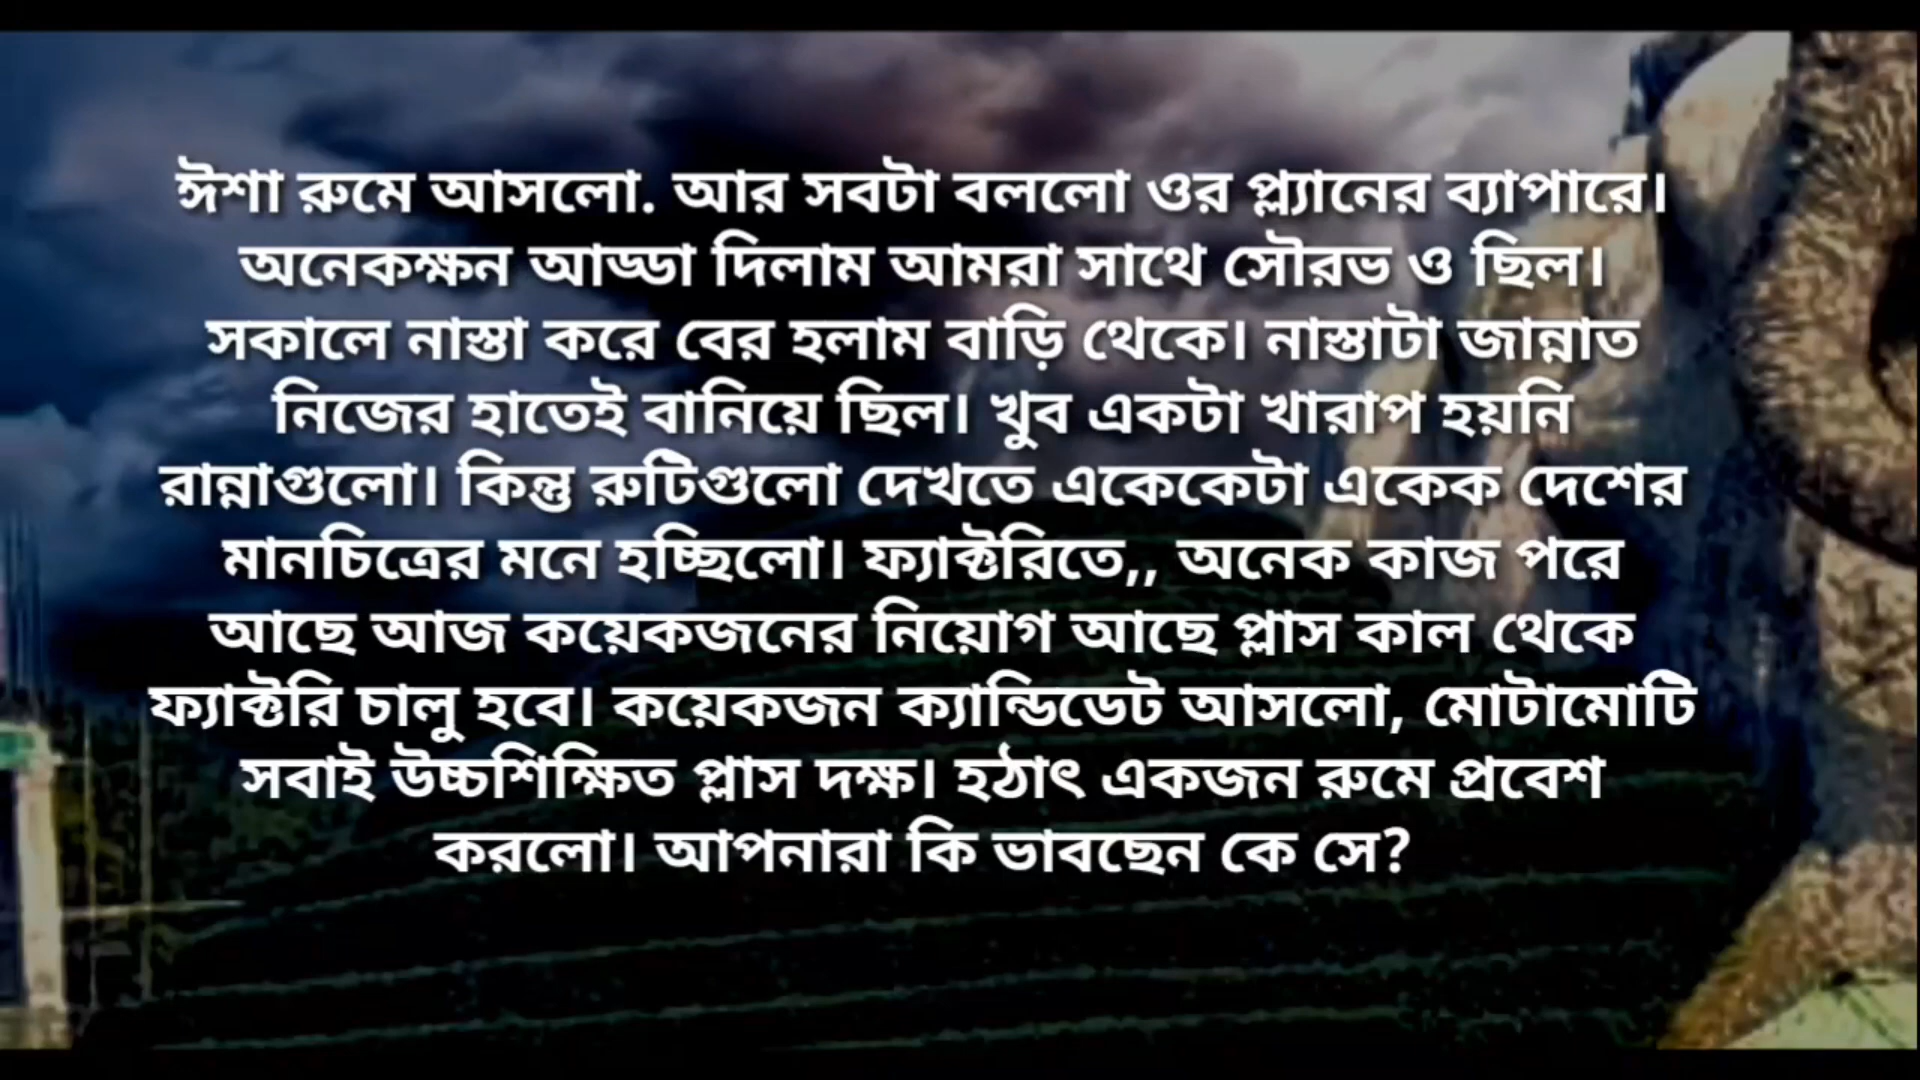 ঈশা রুমে আসলো. আর সবটা বললো ওর প্ল্যানের ব্যাপারে।
অনেকক্ষন আড্ডা দিলাম আমরা সাথে সৌরভ ও ছিল।
সকালে নাস্তা করে বের হলাম বাড়ি থেকে। নাস্তাটা জান্নাত
নিজের হাতেই বানিয়ে ছিল। খুব একটা খারাপ হয়নি
রান্নাগুলো। কিন্তু রুটিগুলো দেখতে একেকেটা একেক দেশের
মানচিত্রের মনে হচ্ছিলো। ফ্যাক্টরিতে,, অনেক কাজ পরে
আছে আজ কয়েকজনের নিয়োগ আছে প্লাস কাল থেকে
ফ্যাক্টরি চালু হবে। কয়েকজন ক্যান্ডিডেট আসলো, মোটামোটি
সবাই উচ্চশিক্ষিত প্লাস দক্ষ। হঠাৎ একজন রুমে প্রবেশ
করলো। আপনারা কি ভাবছেন কে সে?